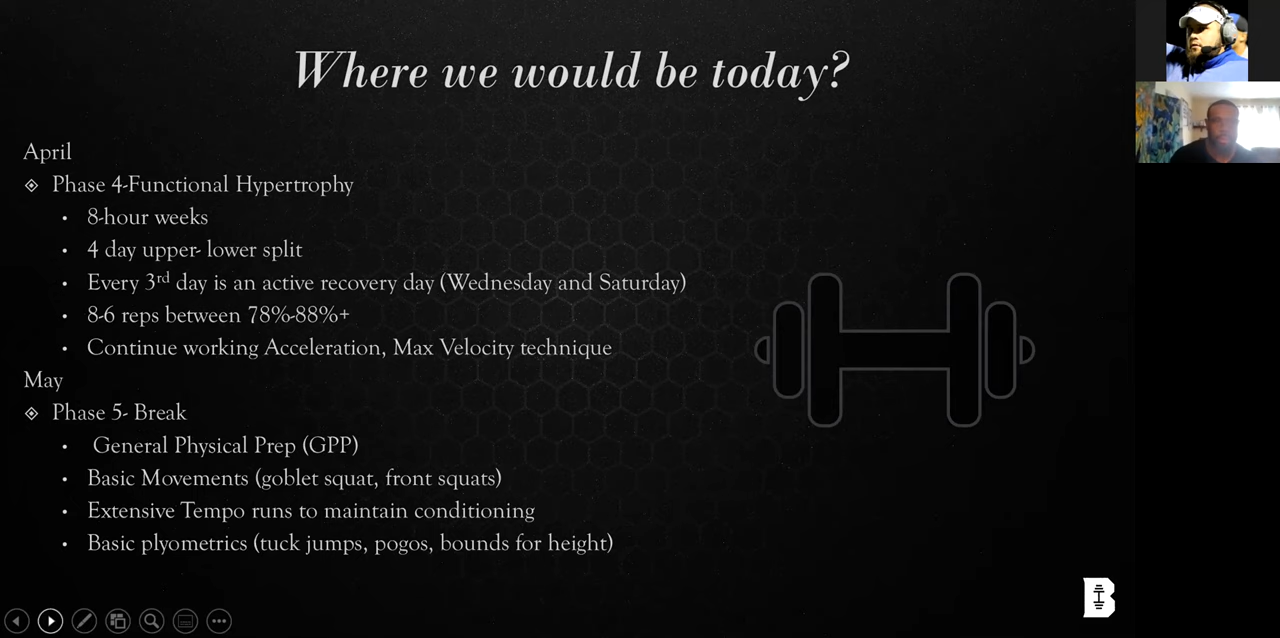 Where we would be today?
April
Phase 4-Functional Hypertrophy
8-hour weeks
4 day upper- lower split
Every 3rd day is an active recovery day (Wednesday and Saturday)
8-6 reps between 78%-88%+
Continue working Acceleration, Max Velocity technique
May
Phase 5- Break
General Physical Prep (GPP)
Basic Movements (goblet squat, front squats)
Extensive Tempo runs to maintain conditioning
Basic plyometrics (tuck jumps, pogos, bounds for height)
B